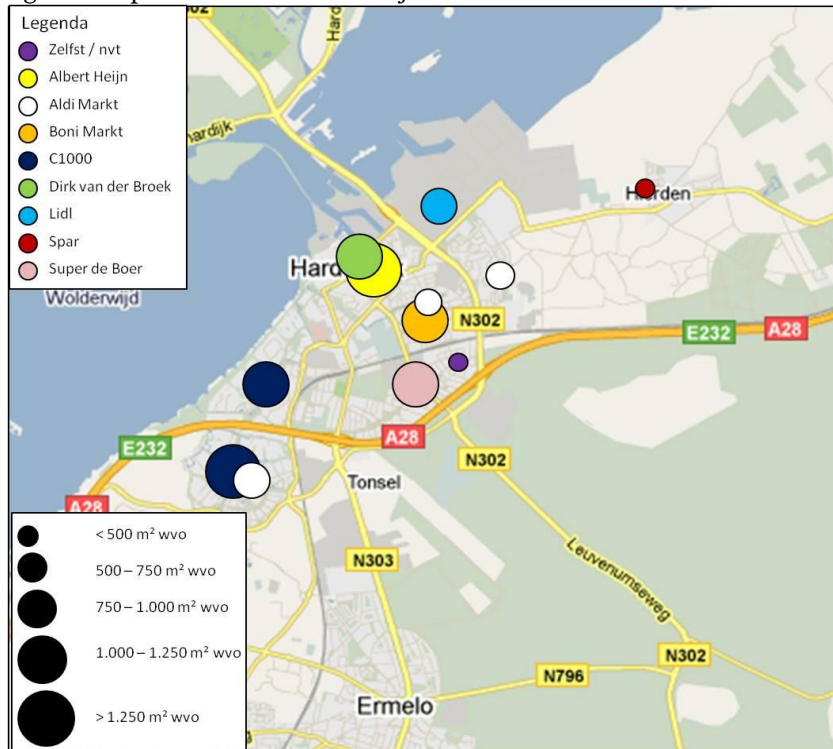 Legenda
Zelfst / nvt
Albert Heijn
Aldi Markt
Boni Markt
C1000
Dirk van der Broek
Lidl
Spar
Super de Boer
Hierden
Wolderwijd
N302
E232
A28
A28
E232
N302
Tonsel
A28
N303
Leuvenumseweg
N302
N796
Ermelo
< 500 m² wvo
500 – 750 m² wvo
750 – 1.000 m² wvo
1.000 – 1.250 m² wvo
> 1.250 m² wvo